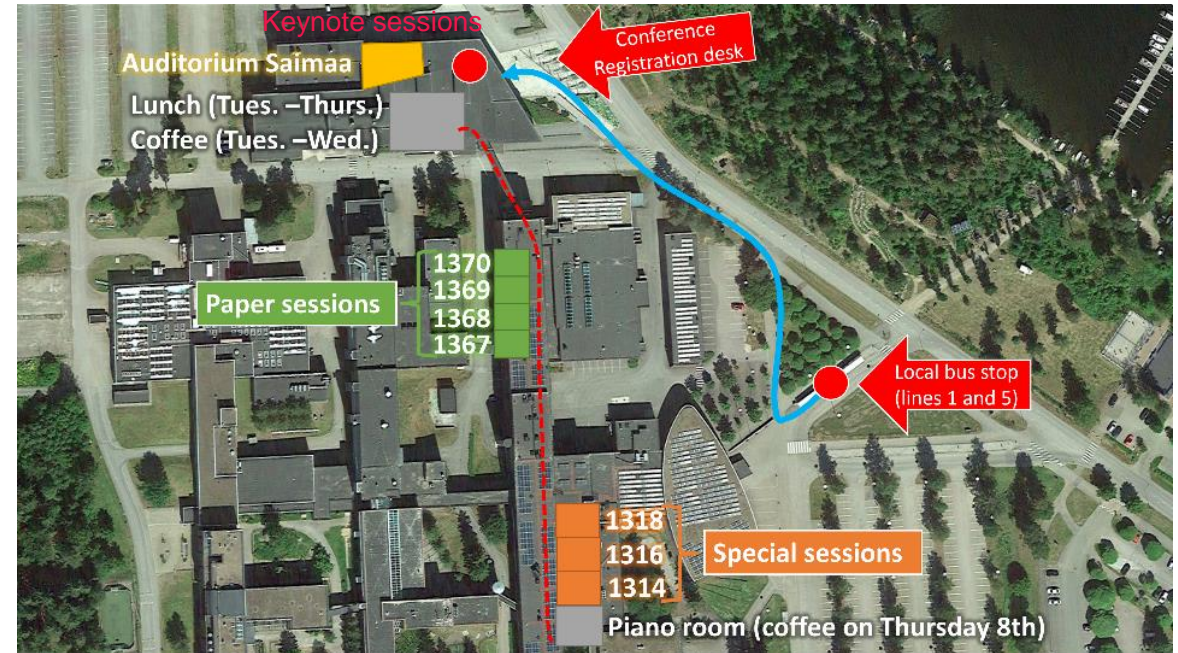 Keynote sessions
Conference
Registration desk
Auditorium Saimaa
Lunch (Tues. –Thurs.)
Coffee (Tues. –Wed.)
1370
1369
1368
1367
Paper sessions
Local bus stop
(lines 1 and 5)
1318
1316
1314
Special sessions
Piano room (coffee on Thursday 8th)